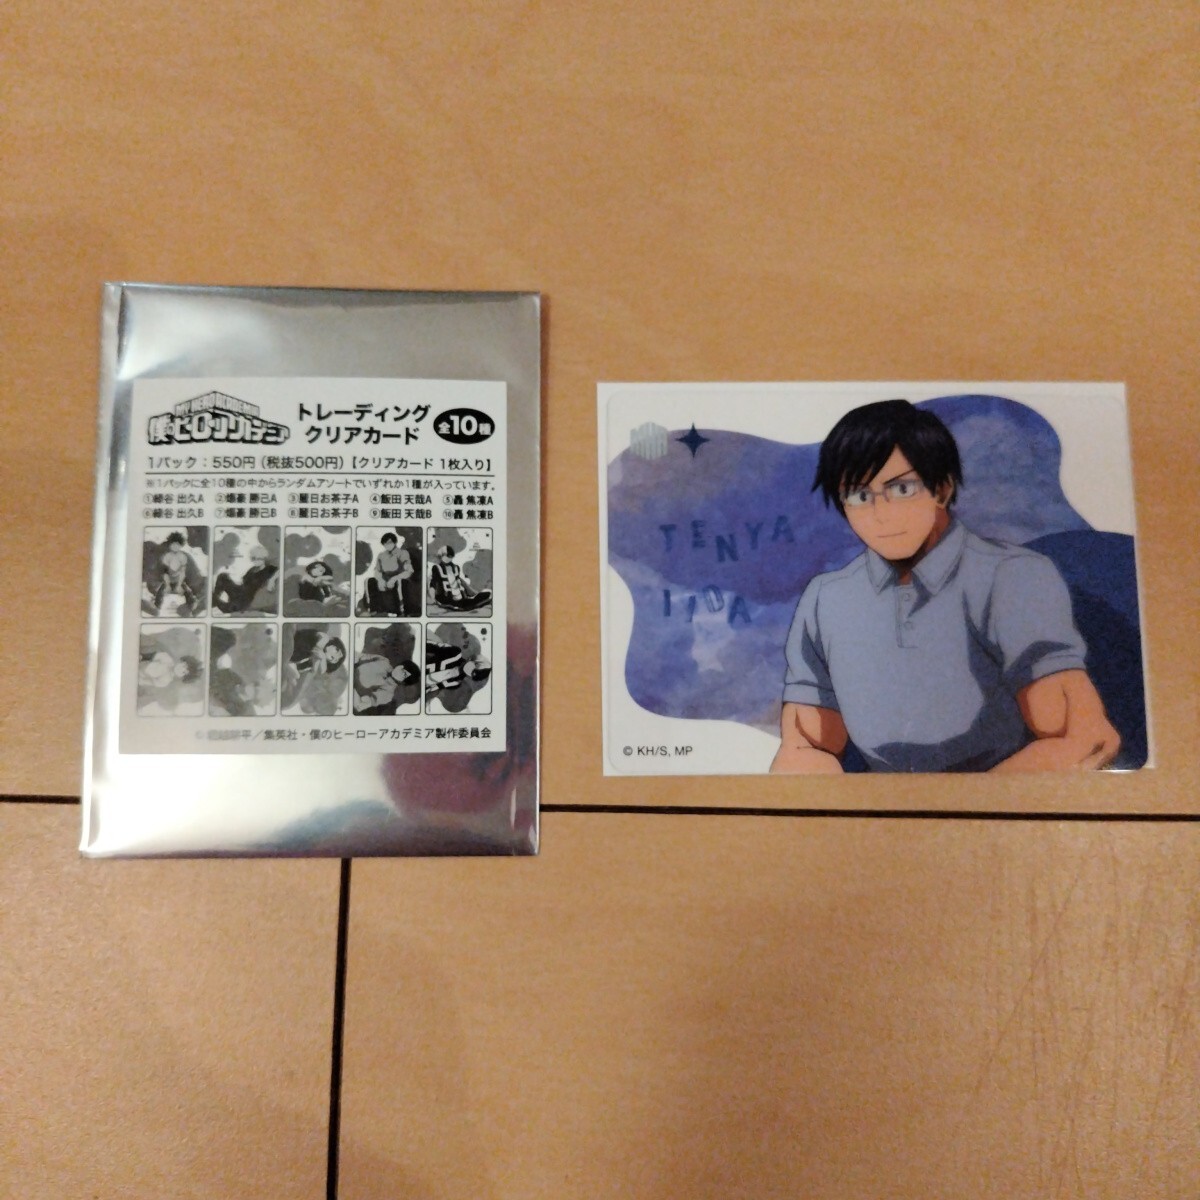 MY HERO ACADEMIA
僕のヒーローアカデミア
トレーディング
クリアカード
全10種
1パック：550円（税抜500円）【クリアカード 1枚入り】
※1パックに全10種の中からランダムアソートでいずれか1種が入っています。
①緑谷 出久A ②爆豪 勝己A ③麗日お茶子A ④飯田 天哉A ⑤轟 焦凍A
⑥緑谷 出久B ⑦爆豪 勝己B ⑧麗日お茶子B ⑨飯田 天哉B ⑩轟 焦凍B
© 堀越耕平／集英社・僕のヒーローアカデミア製作委員会
TENYA
IIDA
© KH/S, MP